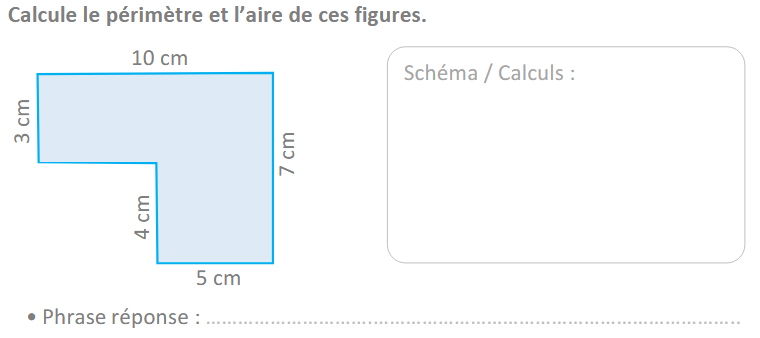 Calcule le périmètre et l’aire de ces figures.
10 cm
3 cm
7 cm
4 cm
5 cm
Schéma / Calculs :
• Phrase réponse : ……………………………………………………………………………………..